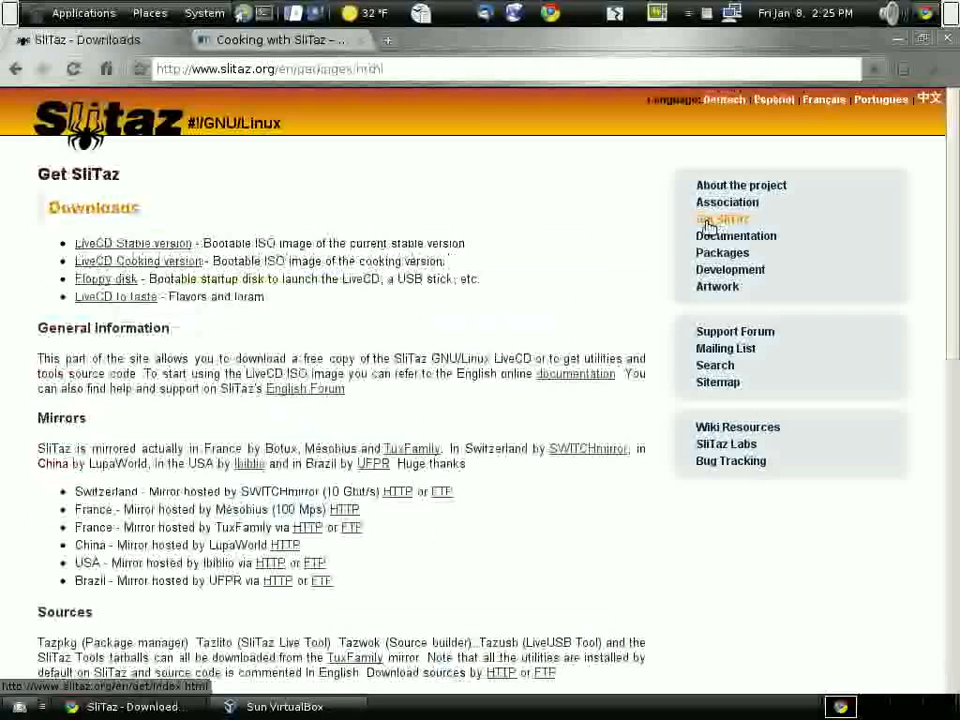 Applications Places System 32 °F Fri Jan 8, 2:25 PM
SliTaz - Downloads Cooking with SliTaz – ...
http://www.slitaz.org/en/packages/html
Language: Deutsch | Español | Français | Portugues | 中文
SliTaz #!/GNU/Linux
Get SliTaz
Downloads
LiveCD Stable version - Bootable ISO image of the current stable version
LiveCD Cooking version - Bootable ISO image of the cooking version.
Floppy disk - Bootable startup disk to launch the LiveCD, a USB stick, etc.
LiveCD to taste - Flavors and loram
General information
This part of the site allows you to download a free copy of the SliTaz GNU/Linux LiveCD or to get utilities and
tools source code. To start using the LiveCD ISO image you can refer to the English online documentation. You
can also find help and support on SliTaz's English Forum
Mirrors
SliTaz is mirrored actually in France by Botux, Mésobius and TuxFamily. In Switzerland by SWITCHmirror, in
China by LupaWorld, in the USA by Ibiblio and in Brazil by UFPR Huge thanks
Switzerland - Mirror hosted by SWITCHmirror (10 Gbit/s) HTTP or FTP
France - Mirror hosted by Mésobius (100 Mps) HTTP
France - Mirror hosted by TuxFamily via HTTP or FTP
China - Mirror hosted by LupaWorld HTTP
USA - Mirror hosted by Ibiblio via HTTP or FTP
Brazil - Mirror hosted by UFPR via HTTP or FTP
Sources
Tazpkg (Package manager) Tazlito (SliTaz Live Tool) Tazwok (Source builder) Tazusb (LiveUSB Tool) and the
SliTaz Tools tarballs can all be downloaded from the TuxFamily mirror. Note that all the utilities are installed by
default on SliTaz and source code is commented in English. Download sources by HTTP or FTP
About the project
Association
Get SliTaz
Documentation
Packages
Development
Artwork
Support Forum
Mailing List
Search
Sitemap
Wiki Resources
SliTaz Labs
Bug Tracking
http://www.slitaz.org/en/get/index.html
SliTaz - Download... Sun VirtualBox